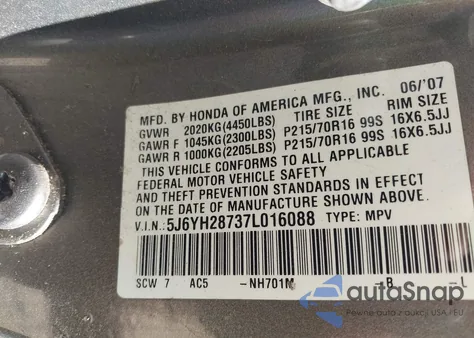 MFD. BY HONDA OF AMERICA MFG., INC. 06/'07
GVWR 2020KG(4450LBS) TIRE SIZE RIM SIZE
GAWR F 1045KG(2300LBS) P215/70R16 99S 16X6.5JJ
GAWR R 1000KG(2205LBS) P215/70R16 99S 16X6.5JJ
THIS VEHICLE CONFORMS TO ALL APPLICABLE
FEDERAL MOTOR VEHICLE SAFETY
AND THEFT PREVENTION STANDARDS IN EFFECT
ON THE DATE OF MANUFACTURE SHOWN ABOVE.
V.I.N.: 5J6YH28737L016088 TYPE: MPV
SCW 7 AC5 -NH701M B -L
autoSnap
Auto Auction Access